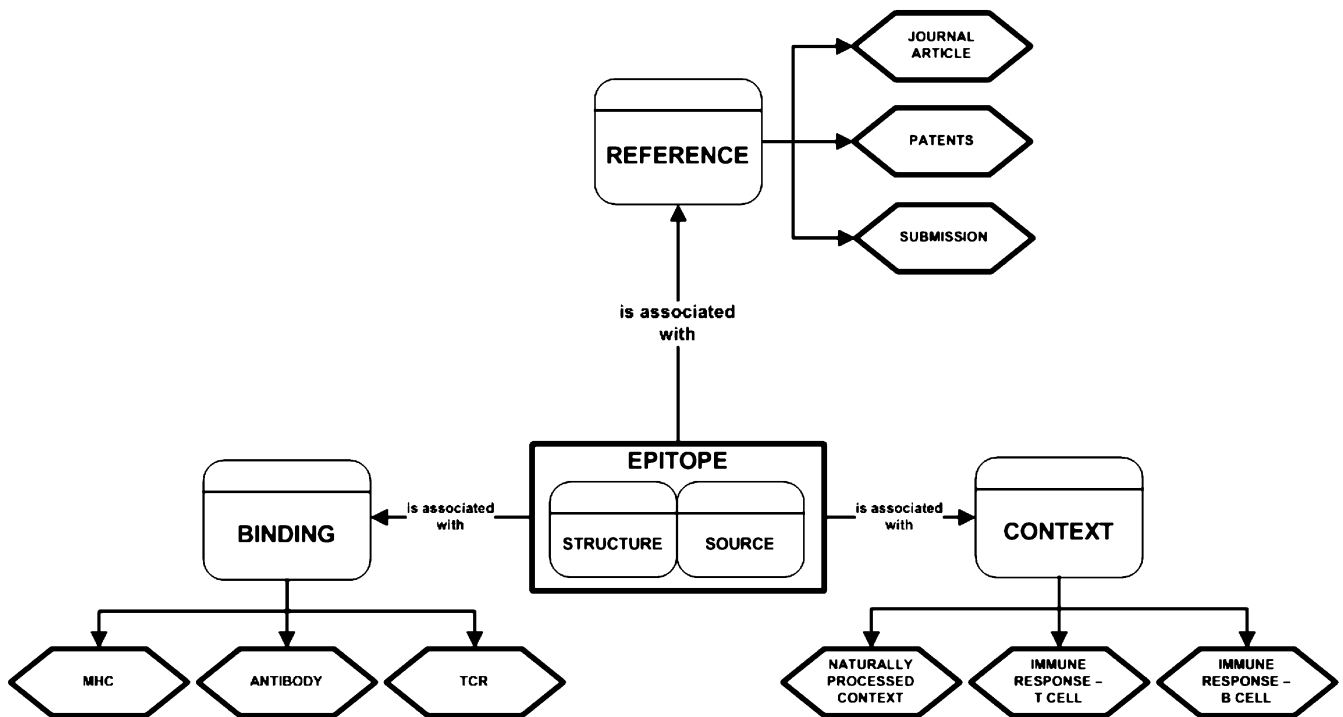 JOURNAL
ARTICLE
REFERENCE
PATENTS
SUBMISSION
is associated
with
EPITOPE
STRUCTURE
SOURCE
BINDING
is associated
with
is associated
with
CONTEXT
MHC
ANTIBODY
TCR
NATURALLY
PROCESSED
CONTEXT
IMMUNE
RESPONSE –
T CELL
IMMUNE
RESPONSE –
B CELL